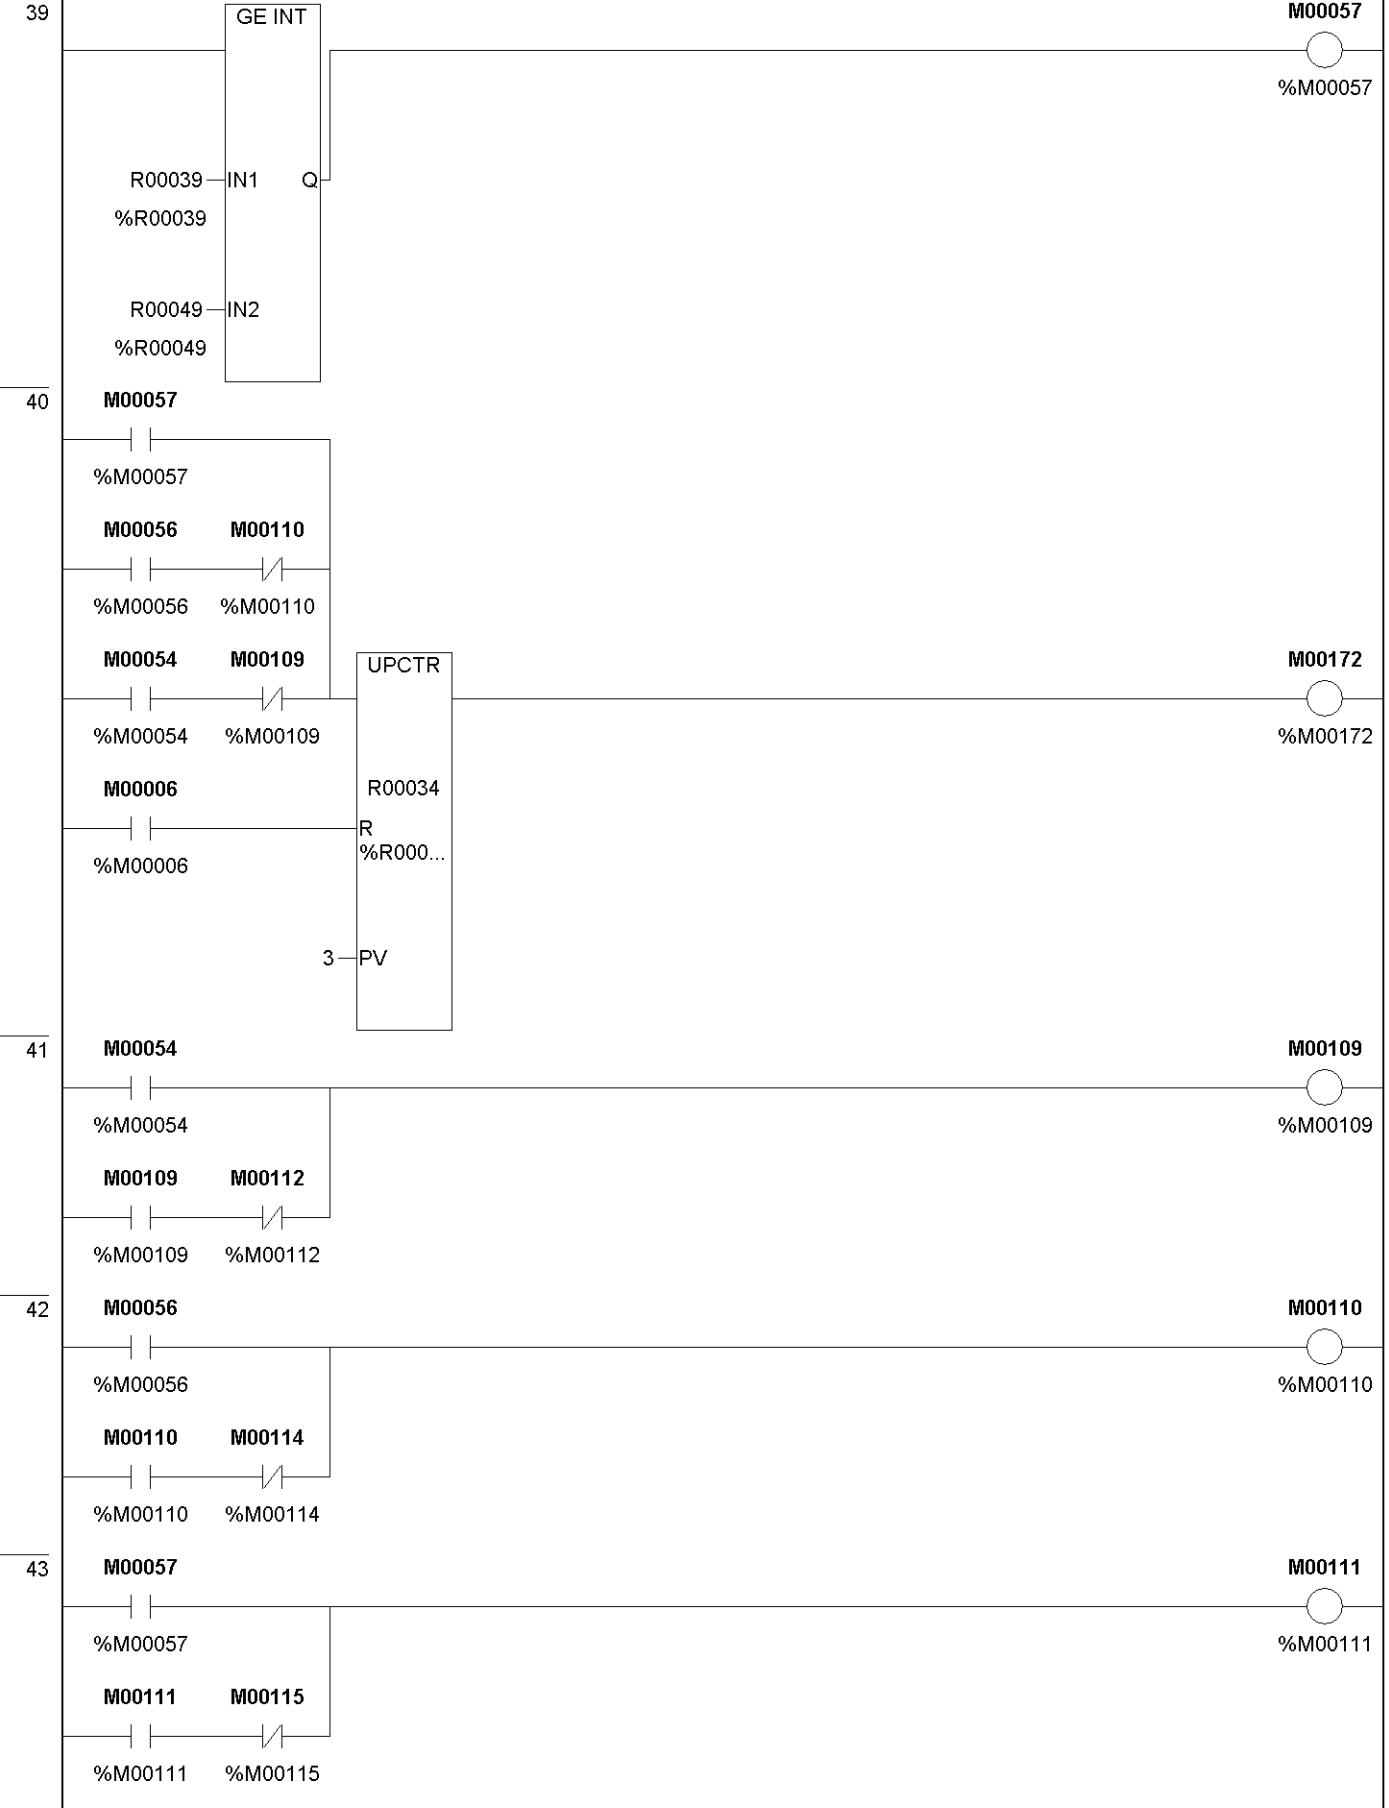 39
GE INT
M00057
%M00057
R00039 IN1 Q
%R00039
R00049 IN2
%R00049
40
M00057
%M00057
M00056 M00110
%M00056 %M00110
M00054 M00109 UPCTR M00172
%M00054 %M00109 %M00172
M00006 R00034
R
%M00006 %R000...
3 PV
41
M00054 M00109
%M00054 %M00109
M00109 M00112
%M00109 %M00112
42
M00056 M00110
%M00056 %M00110
M00110 M00114
%M00110 %M00114
43
M00057 M00111
%M00057 %M00111
M00111 M00115
%M00111 %M00115